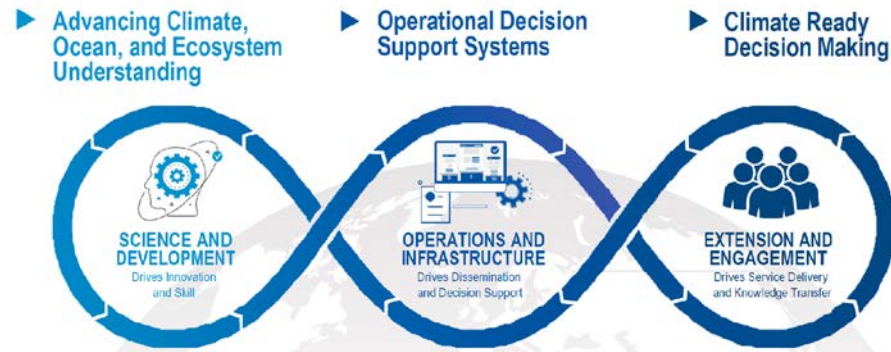 Advancing Climate,
Ocean, and Ecosystem
Understanding
Operational Decision
Support Systems
Climate Ready
Decision Making
SCIENCE AND
DEVELOPMENT
Drives Innovation
and Skill
OPERATIONS AND
INFRASTRUCTURE
Drives Dissemination
and Decision Support
EXTENSION AND
ENGAGEMENT
Drives Service Delivery
and Knowledge Transfer